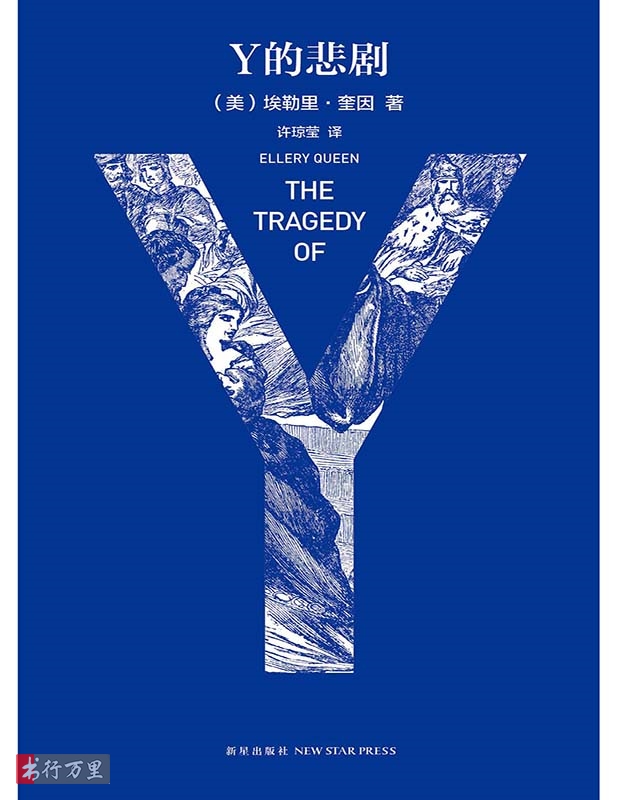 Y的悲剧
（美）埃勒里·奎因 著
许琼莹 译
ELLERY QUEEN
THE
TRAGEDY
OF
Y
新星出版社 NEW STAR PRESS
书行万里